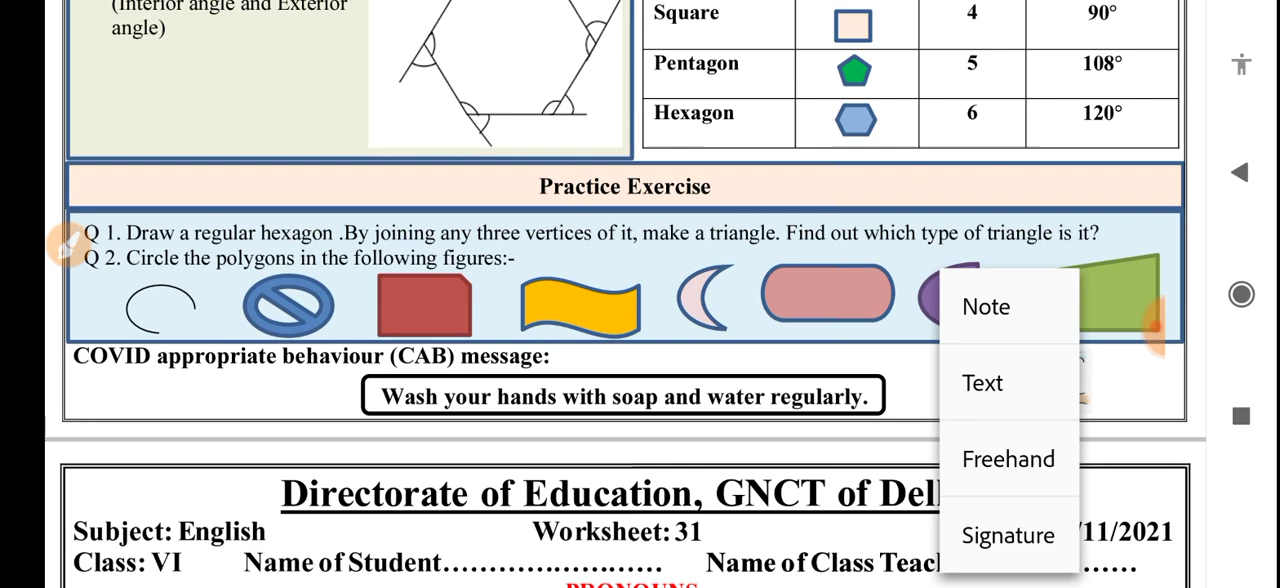 (Interior angle and Exterior
angle)
Square 4 90°
Pentagon 5 108°
Hexagon 6 120°
Practice Exercise
Q 1. Draw a regular hexagon .By joining any three vertices of it, make a triangle. Find out which type of triangle is it?
Q 2. Circle the polygons in the following figures:-
COVID appropriate behaviour (CAB) message:
Wash your hands with soap and water regularly.
Note
Text
Freehand
Signature
Directorate of Education, GNCT of Del
Subject: English Worksheet: 31 /11/2021
Class: VI Name of Student........................ Name of Class Teac ......
PRONOUNS